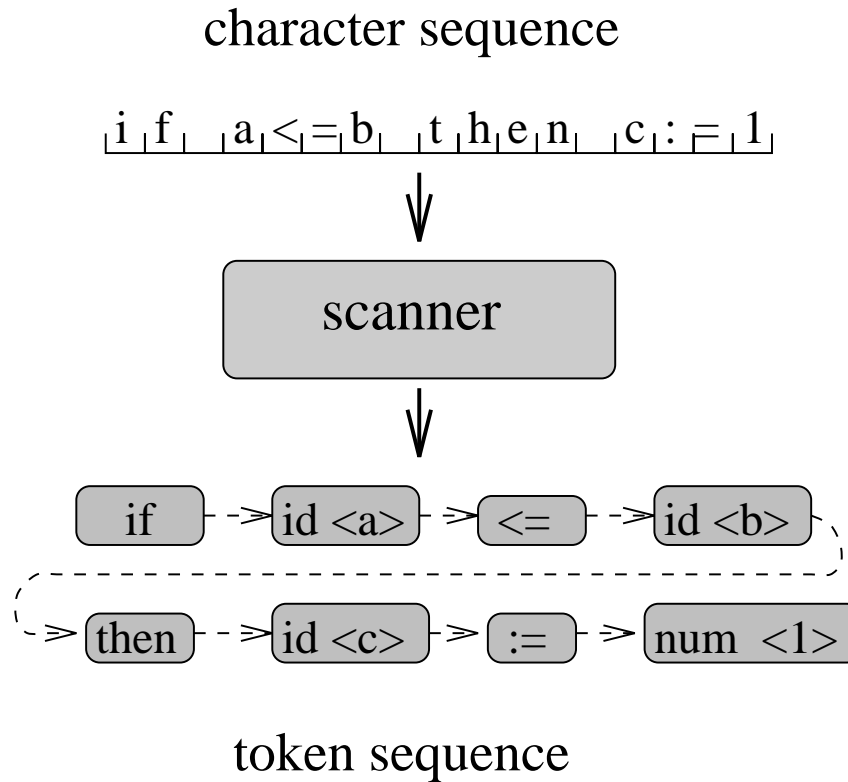 character sequence
i f a < = b t h e n c : = 1
scanner
if id <a> <= id <b>
then id <c> := num <1>
token sequence